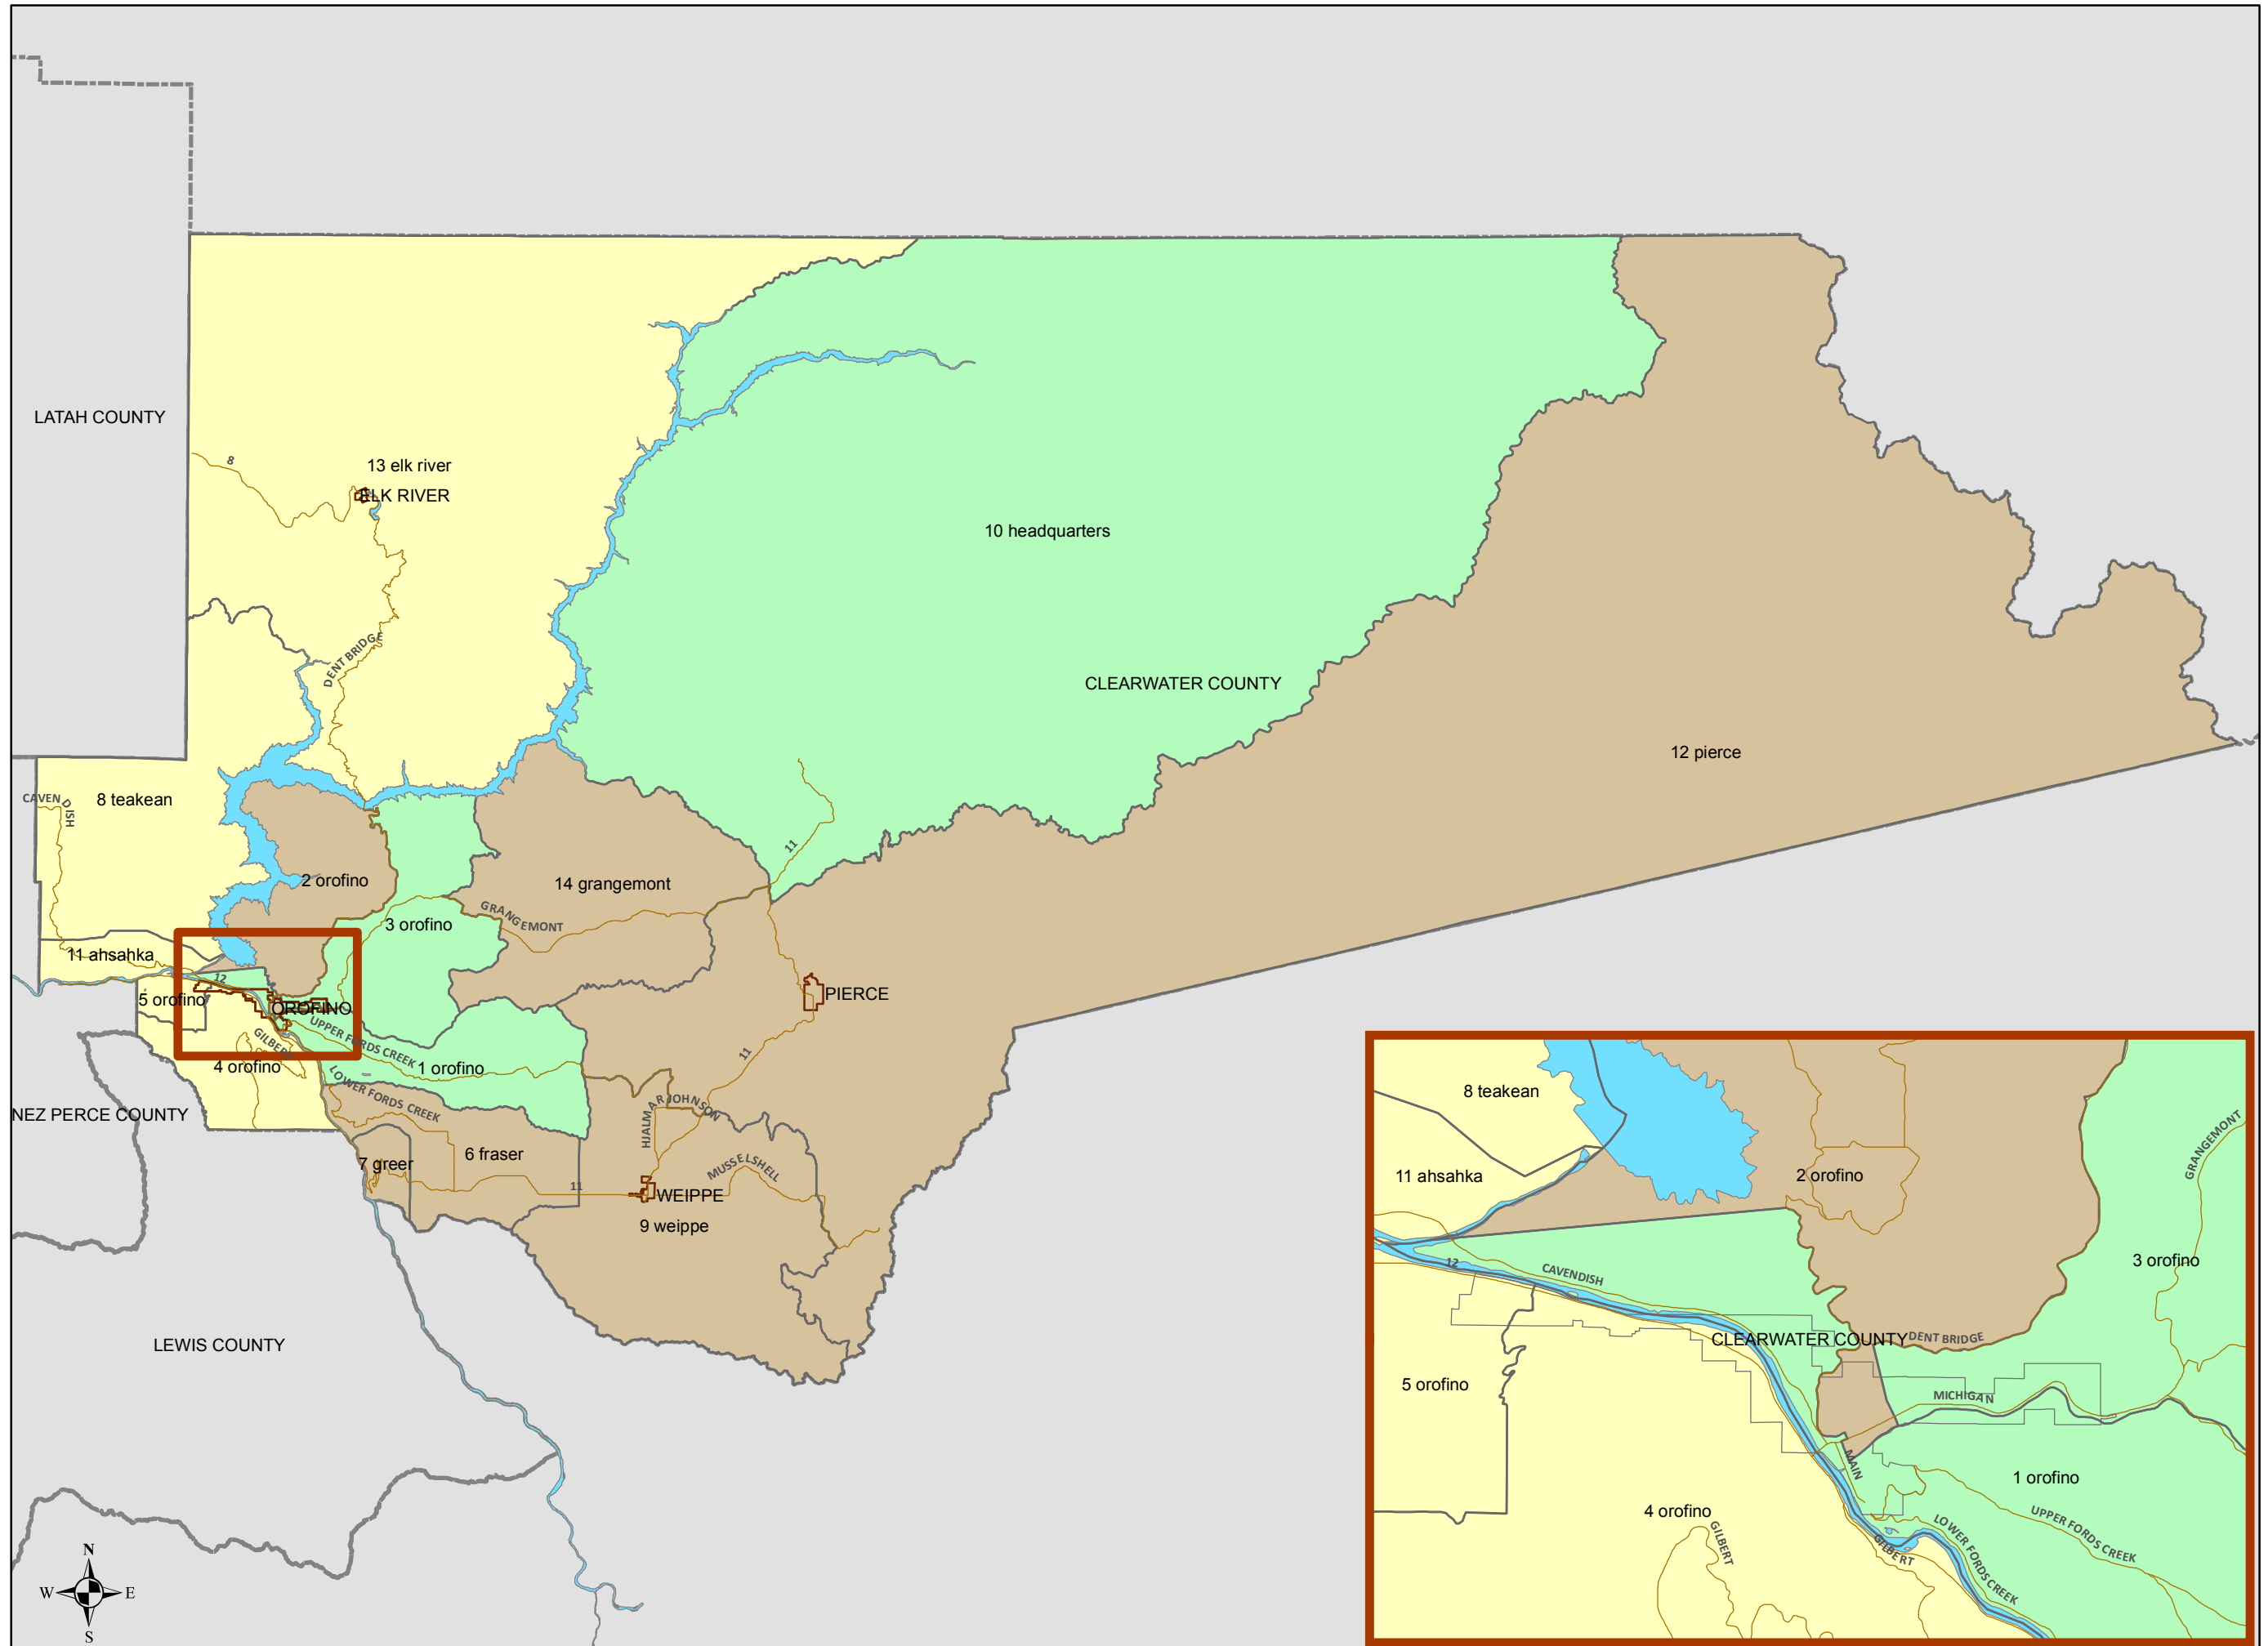 LATAH COUNTY
8
13 elk river
ELK RIVER
10 headquarters
DENT BRIDGE
CLEARWATER COUNTY
12 pierce
CAVENDISH
8 teakean
11
2 orofino
14 grangemont
GRANGEMONT
3 orofino
11 ahsahka
12
5 orofino
OROFINO
PIERCE
UPPER FORDS CREEK
GILBERT
4 orofino
1 orofino
11
LOWER FORDS CREEK
HJALMAR JOHNSON
NEZ PERCE COUNTY
7 greer
6 fraser
MUSSELSHELL
11
WEIPPE
9 weippe
LEWIS COUNTY
N
W
E
S
8 teakean
11 ahsahka
2 orofino
GRANGEMONT
3 orofino
12
CAVENDISH
CLEARWATER COUNTY
DENT BRIDGE
5 orofino
MICHIGAN
MAIN
1 orofino
4 orofino
GILBERT
GILBERT
LOWER FORDS CREEK
UPPER FORDS CREEK